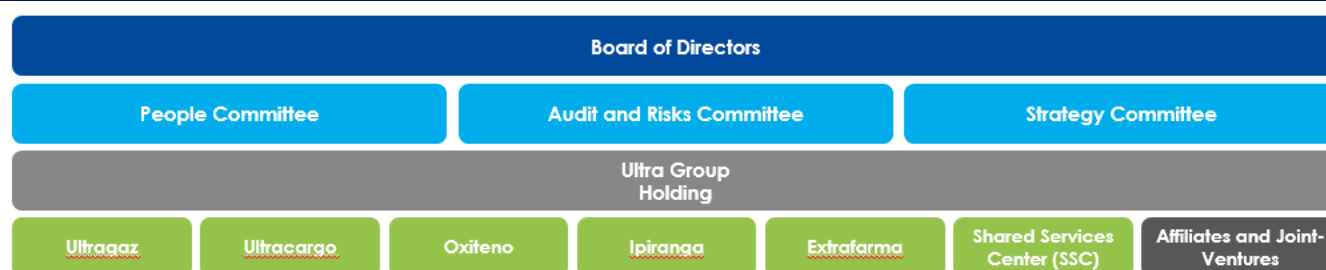 Board of Directors
People Committee
Audit and Risks Committee
Strategy Committee
Ultra Group
Holding
Ultragaz
Ultracargo
Oxiteno
Ipiranga
Extrafarma
Shared Services
Center (SSC)
Affiliates and Joint-
Ventures